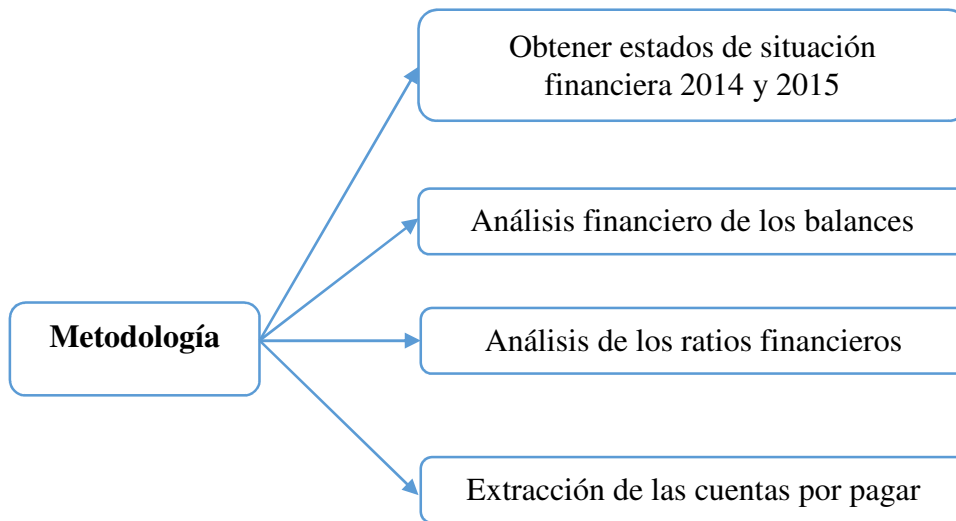 Obtener estados de situación
financiera 2014 y 2015
Análisis financiero de los balances
Metodología
Análisis de los ratios financieros
Extracción de las cuentas por pagar